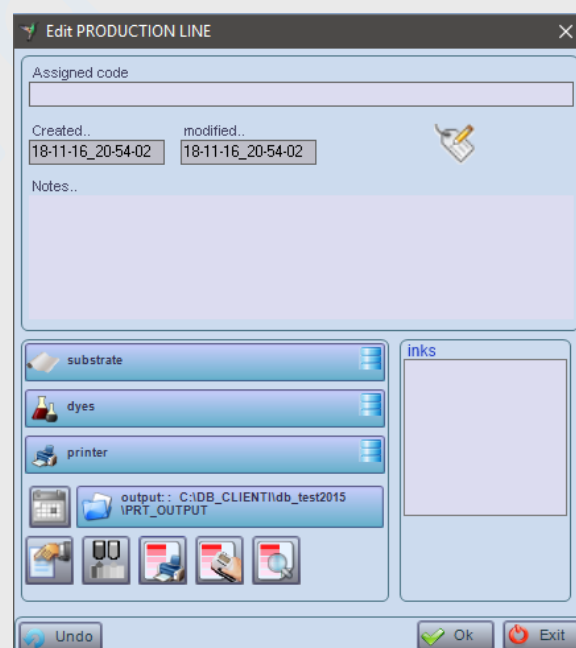 Edit PRODUCTION LINE
Assigned code
Created..
modified..
18-11-16_20-54-02
18-11-16_20-54-02
Notes..
substrate
inks
dyes
printer
output: : C:\DB_CLIENTI\db_test2015
\PRT_OUTPUT
Undo
Ok
Exit